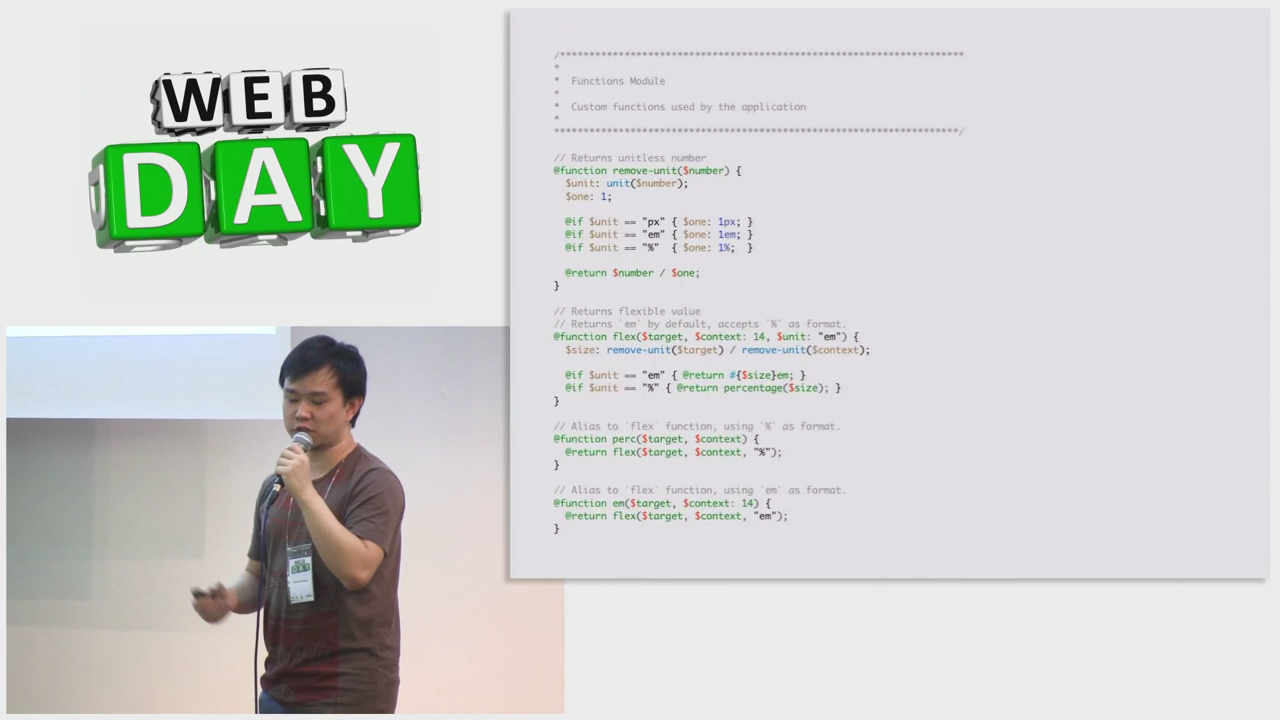 WEB
DAY
/*********************************************************************
*
*  Functions Module
*
*  Custom functions used by the application
*
*********************************************************************/
// Returns unitless number
@function remove-unit($number) {
  $unit: unit($number);
  $one: 1;
  @if $unit == "px" { $one: 1px; }
  @if $unit == "em" { $one: 1em; }
  @if $unit == "%"  { $one: 1%;  }
  @return $number / $one;
}
// Returns flexible value
// Returns `em` by default, accepts `%` as format.
@function flex($target, $context: 14, $unit: "em") {
  $size: remove-unit($target) / remove-unit($context);
  @if $unit == "em" { @return #{$size}em; }
  @if $unit == "%" { @return percentage($size); }
}
// Alias to `flex` function, using `%` as format.
@function perc($target, $context) {
  @return flex($target, $context, "%");
}
// Alias to `flex` function, using `em` as format.
@function em($target, $context: 14) {
  @return flex($target, $context, "em");
}
WEB
DAY